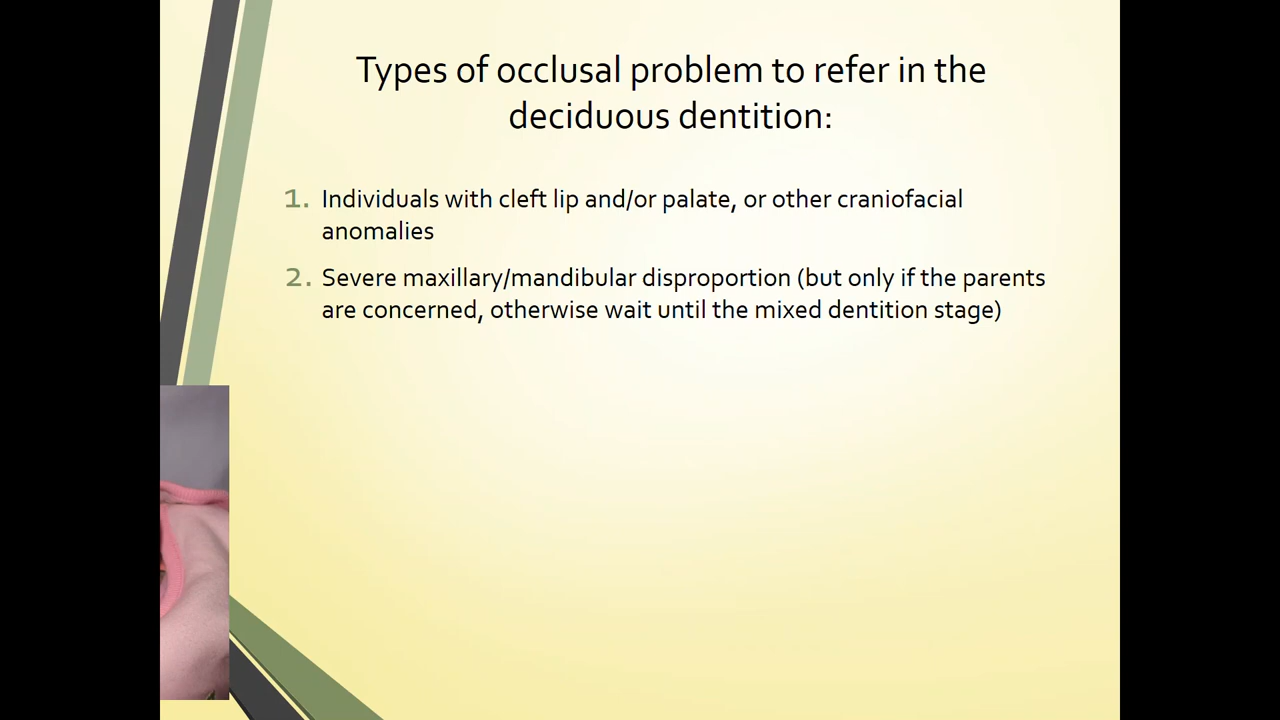 Types of occlusal problem to refer in the
deciduous dentition:
1. Individuals with cleft lip and/or palate, or other craniofacial
anomalies
2. Severe maxillary/mandibular disproportion (but only if the parents
are concerned, otherwise wait until the mixed dentition stage)